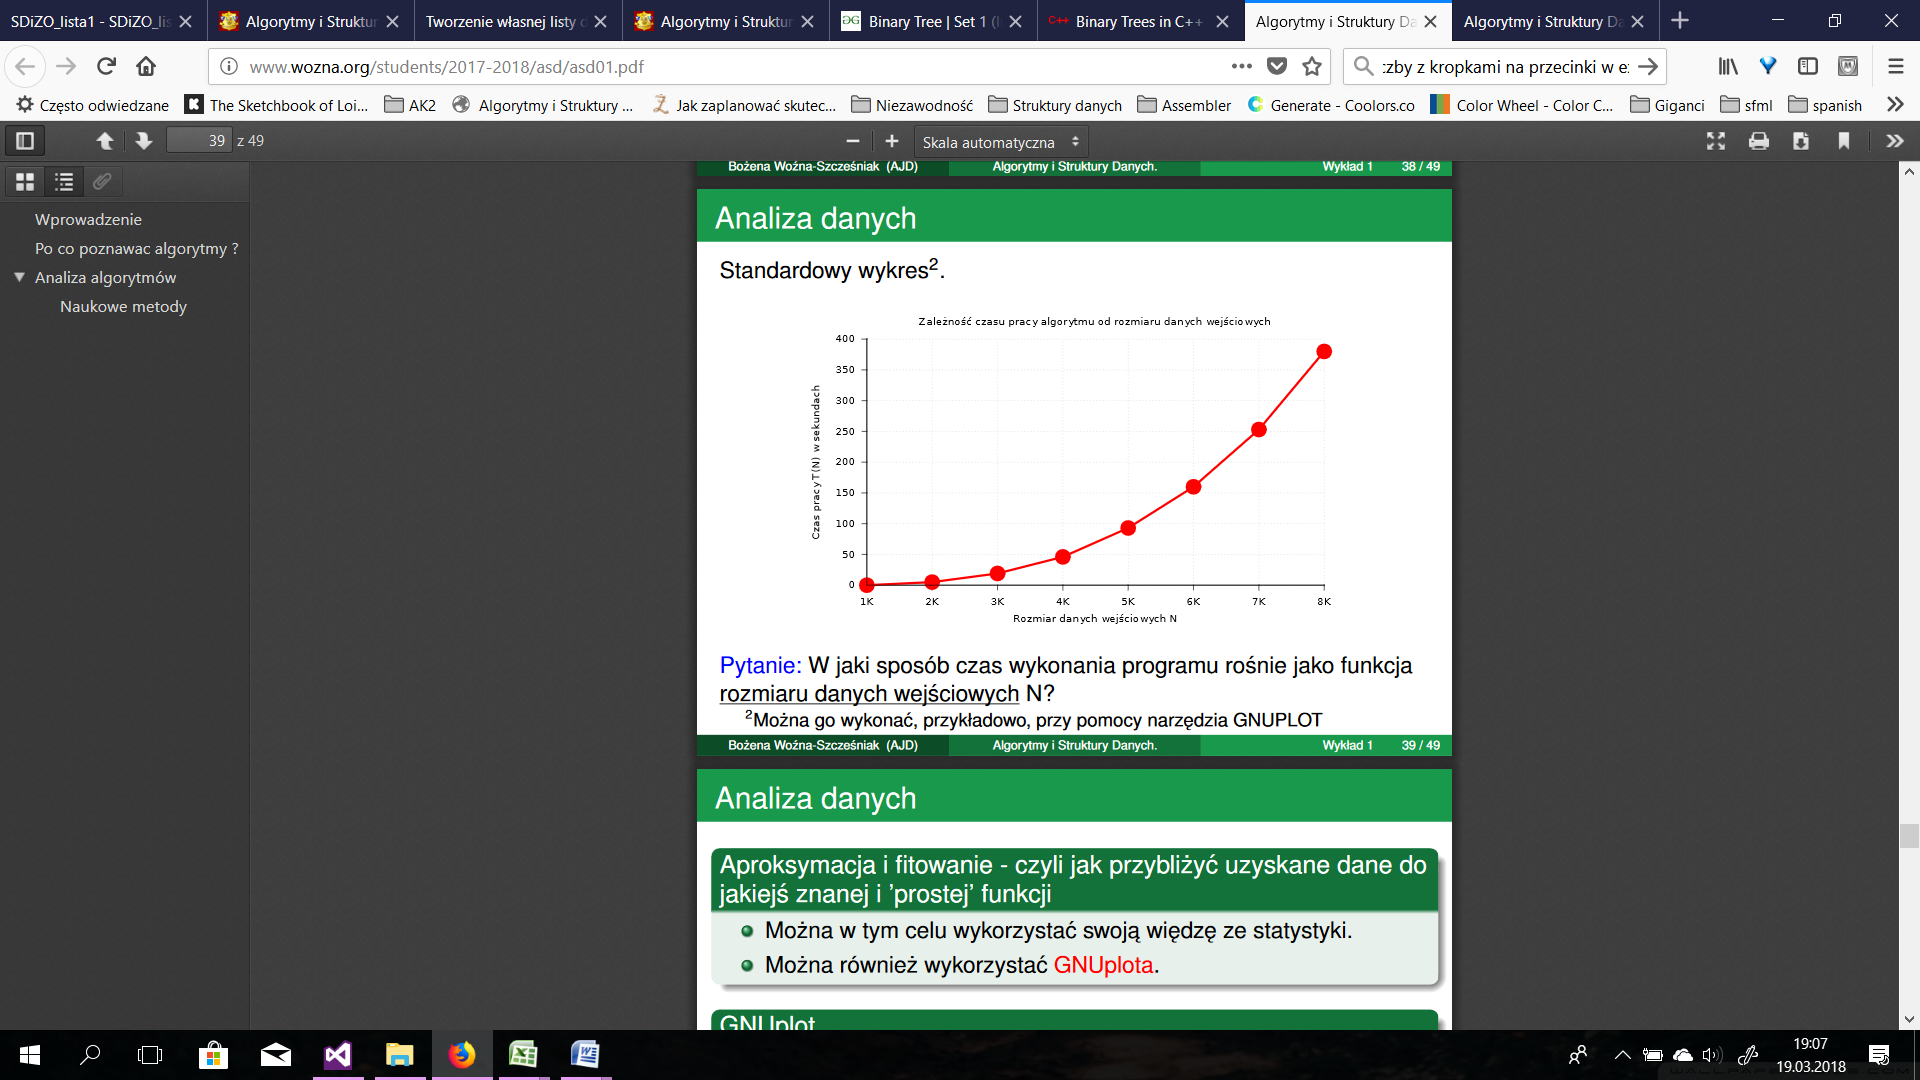 SDiZO_lista1 - SDiZO_lis
Algorytmy i Struktur
Tworzenie własnej listy d
Algorytmy i Struktur
Binary Tree | Set 1 (I
Binary Trees in C++
Algorytmy i Struktury Da
Algorytmy i Struktury Da
www.wozna.org/students/2017-2018/asd/asd01.pdf
:zby z kropkami na przecinki w e
Często odwiedzane
The Sketchbook of Loi...
AK2
Algorytmy i Struktury ...
Jak zaplanować skutec...
Niezawodność
Struktury danych
Assembler
Generate - Coolors.co
Color Wheel - Color C...
Giganci
sfml
spanish
39 z 49
Skala automatyczna
Wprowadzenie
Po co poznawac algorytmy ?
Analiza algorytmów
Naukowe metody
Bożena Woźna-Szcześniak (AJD) Algorytmy i Struktury Danych. Wykład 1 38 / 49
Analiza danych
Standardowy wykres2.
Zależność czasu pracy algorytmu od rozmiaru danych wejściowych
Czas pracy T(N) w sekundach
400
350
300
250
200
150
100
50
0
1K 2K 3K 4K 5K 6K 7K 8K
Rozmiar danych wejściowych N
Pytanie: W jaki sposób czas wykonania programu rośnie jako funkcja
rozmiaru danych wejściowych N?
2Można go wykonać, przykładowo, przy pomocy narzędzia GNUPLOT
Bożena Woźna-Szcześniak (AJD) Algorytmy i Struktury Danych. Wykład 1 39 / 49
Analiza danych
Aproksymacja i fitowanie - czyli jak przybliżyć uzyskane dane do
jakiejś znanej i 'prostej' funkcji
Można w tym celu wykorzystać swoją więdzę ze statystyki.
Można również wykorzystać GNUplota.
GNUplot
19:07
19.03.2018